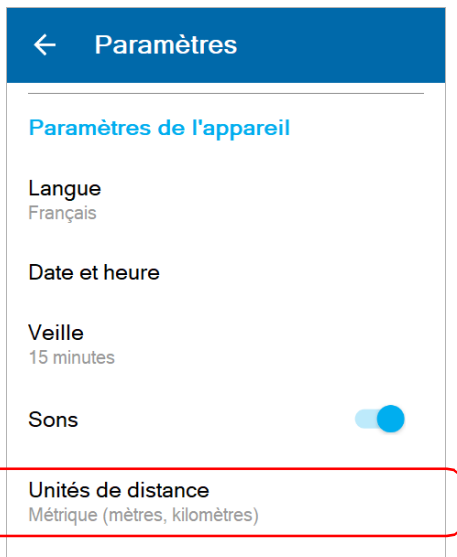 Paramètres
Paramètres de l'appareil
Langue
Français
Date et heure
Veille
15 minutes
Sons
Unités de distance
Métrique (mètres, kilomètres)